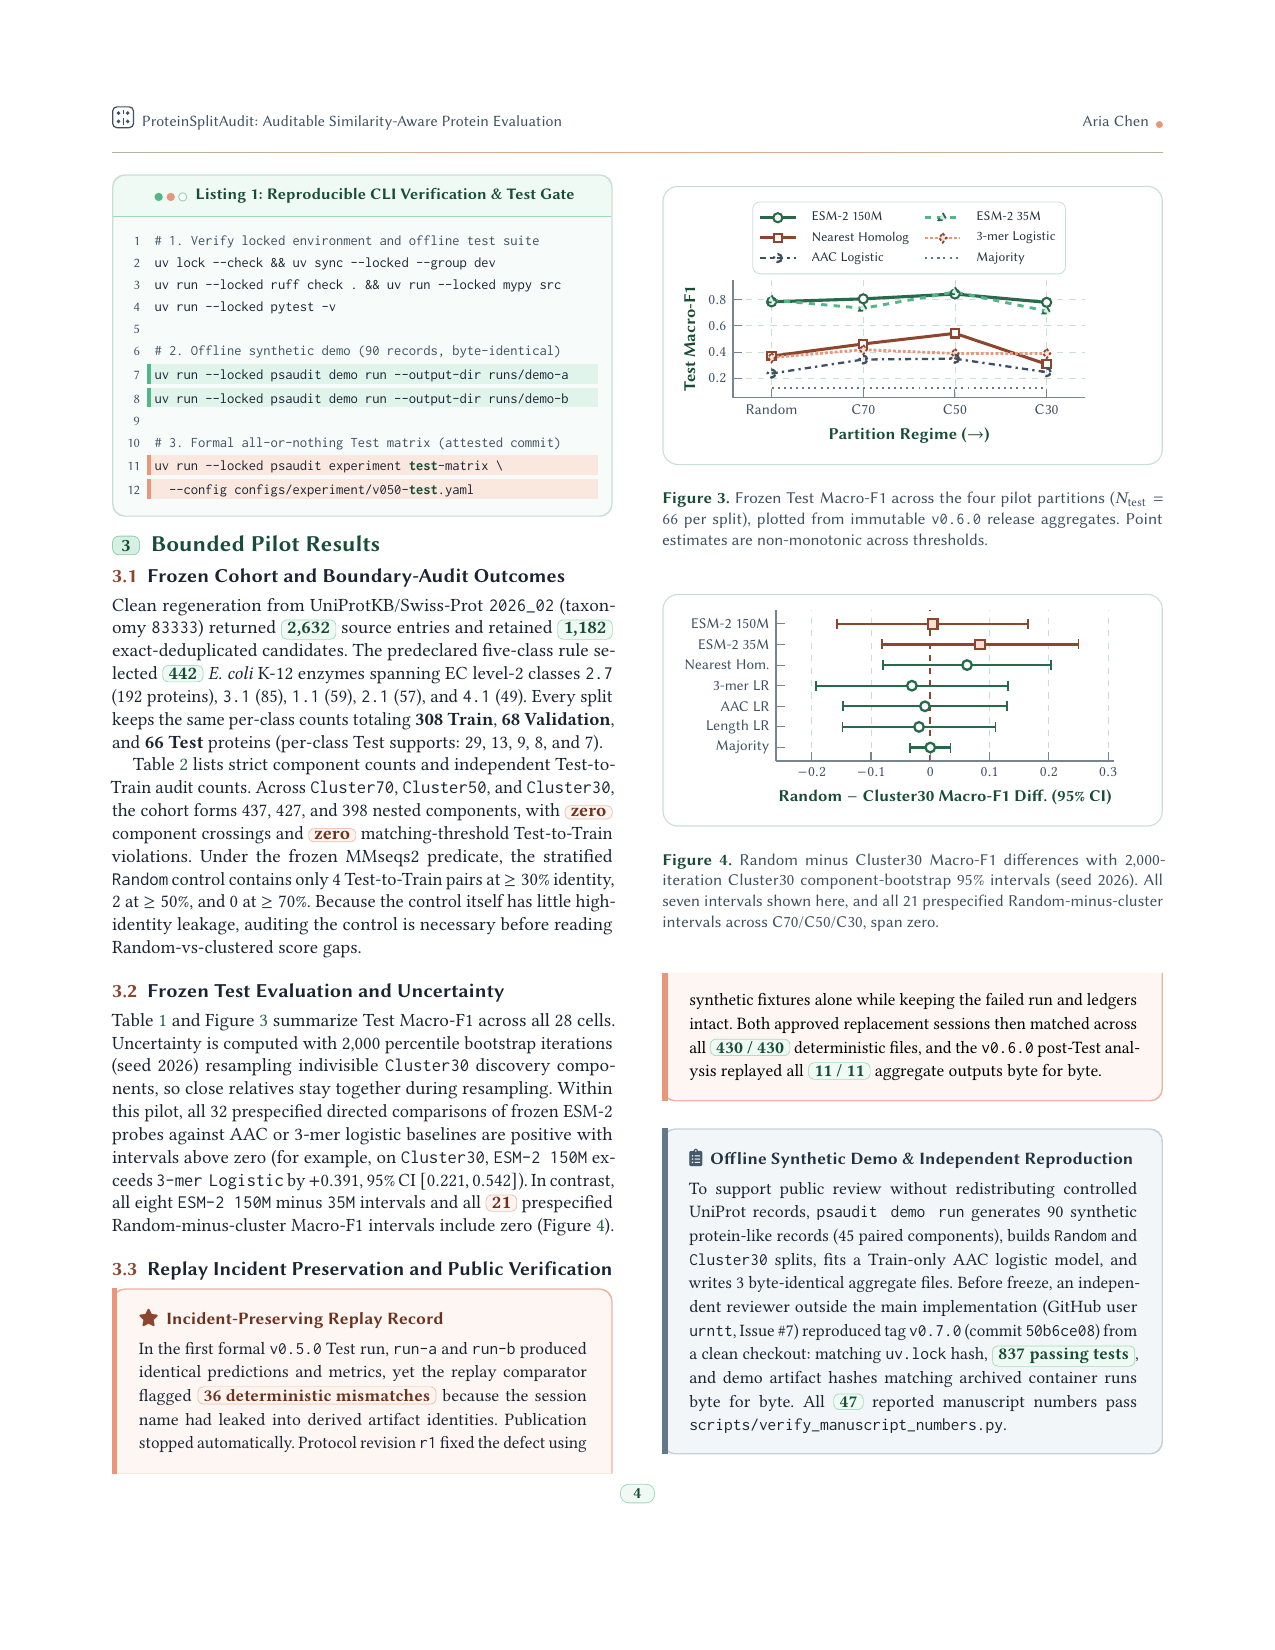 ProteinSplitAudit: Auditable Similarity-Aware Protein Evaluation
Aria Chen
Listing 1: Reproducible CLI Verification & Test Gate
1 # 1. Verify locked environment and offline test suite
2 uv lock --check && uv sync --locked --group dev
3 uv run --locked ruff check . && uv run --locked mypy src
4 uv run --locked pytest -v
5
6 # 2. Offline synthetic demo (90 records, byte-identical)
7 uv run --locked psaudit demo run --output-dir runs/demo-a
8 uv run --locked psaudit demo run --output-dir runs/demo-b
9
10 # 3. Formal all-or-nothing Test matrix (attested commit)
11 uv run --locked psaudit experiment test-matrix \
12 --config configs/experiment/v050-test.yaml
3 Bounded Pilot Results
3.1 Frozen Cohort and Boundary-Audit Outcomes
Clean regeneration from UniProtKB/Swiss-Prot 2026_02 (taxon-
omy 83333) returned 2,632 source entries and retained 1,182
exact-deduplicated candidates. The predeclared five-class rule se-
lected 442 E. coli K-12 enzymes spanning EC level-2 classes 2.7
(192 proteins), 3.1 (85), 1.1 (59), 2.1 (57), and 4.1 (49). Every split
keeps the same per-class counts totaling 308 Train, 68 Validation,
and 66 Test proteins (per-class Test supports: 29, 13, 9, 8, and 7).
Table 2 lists strict component counts and independent Test-to-
Train audit counts. Across Cluster70, Cluster50, and Cluster30,
the cohort forms 437, 427, and 398 nested components, with zero
component crossings and zero matching-threshold Test-to-Train
violations. Under the frozen MMseqs2 predicate, the stratified
Random control contains only 4 Test-to-Train pairs at ≥ 30% identity,
2 at ≥ 50%, and 0 at ≥ 70%. Because the control itself has little high-
identity leakage, auditing the control is necessary before reading
Random-vs-clustered score gaps.
3.2 Frozen Test Evaluation and Uncertainty
Table 1 and Figure 3 summarize Test Macro-F1 across all 28 cells.
Uncertainty is computed with 2,000 percentile bootstrap iterations
(seed 2026) resampling indivisible Cluster30 discovery compo-
nents, so close relatives stay together during resampling. Within
this pilot, all 32 prespecified directed comparisons of frozen ESM-2
probes against AAC or 3-mer logistic baselines are positive with
intervals above zero (for example, on Cluster30, ESM-2 150M ex-
ceeds 3-mer Logistic by +0.391, 95% CI [0.221, 0.542]). In contrast,
all eight ESM-2 150M minus 35M intervals and all 21 prespecified
Random-minus-cluster Macro-F1 intervals include zero (Figure 4).
3.3 Replay Incident Preservation and Public Verification
Incident-Preserving Replay Record
In the first formal v0.5.0 Test run, run-a and run-b produced
identical predictions and metrics, yet the replay comparator
flagged 36 deterministic mismatches because the session
name had leaked into derived artifact identities. Publication
stopped automatically. Protocol revision r1 fixed the defect using
ESM-2 150M ESM-2 35M
Nearest Homolog 3-mer Logistic
AAC Logistic Majority
Test Macro-F1
0.8
0.6
0.4
0.2
Random C70 C50 C30
Partition Regime (→)
Figure 3. Frozen Test Macro-F1 across the four pilot partitions (Ntest =
66 per split), plotted from immutable v0.6.0 release aggregates. Point
estimates are non-monotonic across thresholds.
ESM-2 150M
ESM-2 35M
Nearest Hom.
3-mer LR
AAC LR
Length LR
Majority
−0.2 −0.1 0 0.1 0.2 0.3
Random − Cluster30 Macro-F1 Diff. (95% CI)
Figure 4. Random minus Cluster30 Macro-F1 differences with 2,000-
iteration Cluster30 component-bootstrap 95% intervals (seed 2026). All
seven intervals shown here, and all 21 prespecified Random-minus-cluster
intervals across C70/C50/C30, span zero.
synthetic fixtures alone while keeping the failed run and ledgers
intact. Both approved replacement sessions then matched across
all 430 / 430 deterministic files, and the v0.6.0 post-Test anal-
ysis replayed all 11 / 11 aggregate outputs byte for byte.
Offline Synthetic Demo & Independent Reproduction
To support public review without redistributing controlled
UniProt records, psaudit demo run generates 90 synthetic
protein-like records (45 paired components), builds Random and
Cluster30 splits, fits a Train-only AAC logistic model, and
writes 3 byte-identical aggregate files. Before freeze, an indepen-
dent reviewer outside the main implementation (GitHub user
urntt, Issue #7) reproduced tag v0.7.0 (commit 50b6ce08) from
a clean checkout: matching uv.lock hash, 837 passing tests,
and demo artifact hashes matching archived container runs
byte for byte. All 47 reported manuscript numbers pass
scripts/verify_manuscript_numbers.py.
4